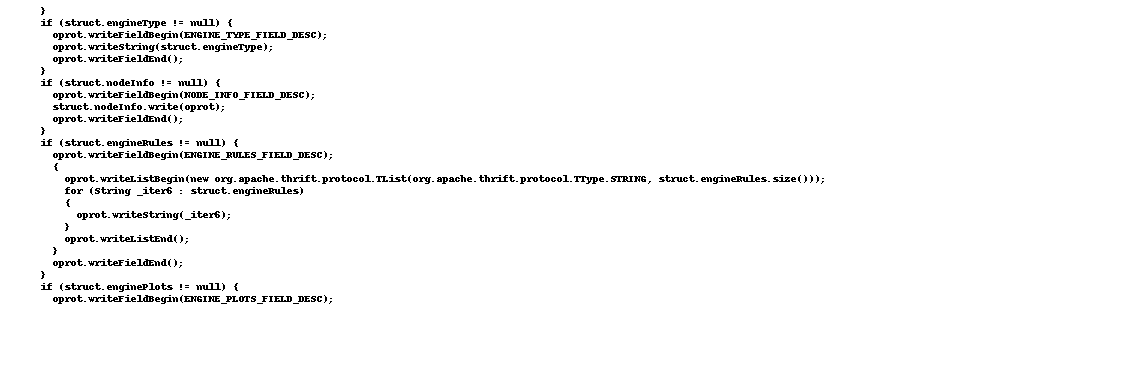 }
if (struct.engineType != null) {
oprot.writeFieldBegin(ENGINE_TYPE_FIELD_DESC);
oprot.writeString(struct.engineType);
oprot.writeFieldEnd();
}
if (struct.nodeInfo != null) {
oprot.writeFieldBegin(NODE_INFO_FIELD_DESC);
struct.nodeInfo.write(oprot);
oprot.writeFieldEnd();
}
if (struct.engineRules != null) {
oprot.writeFieldBegin(ENGINE_RULES_FIELD_DESC);
{
oprot.writeListBegin(new org.apache.thrift.protocol.TList(org.apache.thrift.protocol.TType.STRING, struct.engineRules.size()));
for (String _iter6 : struct.engineRules)
{
oprot.writeString(_iter6);
}
oprot.writeListEnd();
}
oprot.writeFieldEnd();
}
if (struct.enginePlots != null) {
oprot.writeFieldBegin(ENGINE_PLOTS_FIELD_DESC);